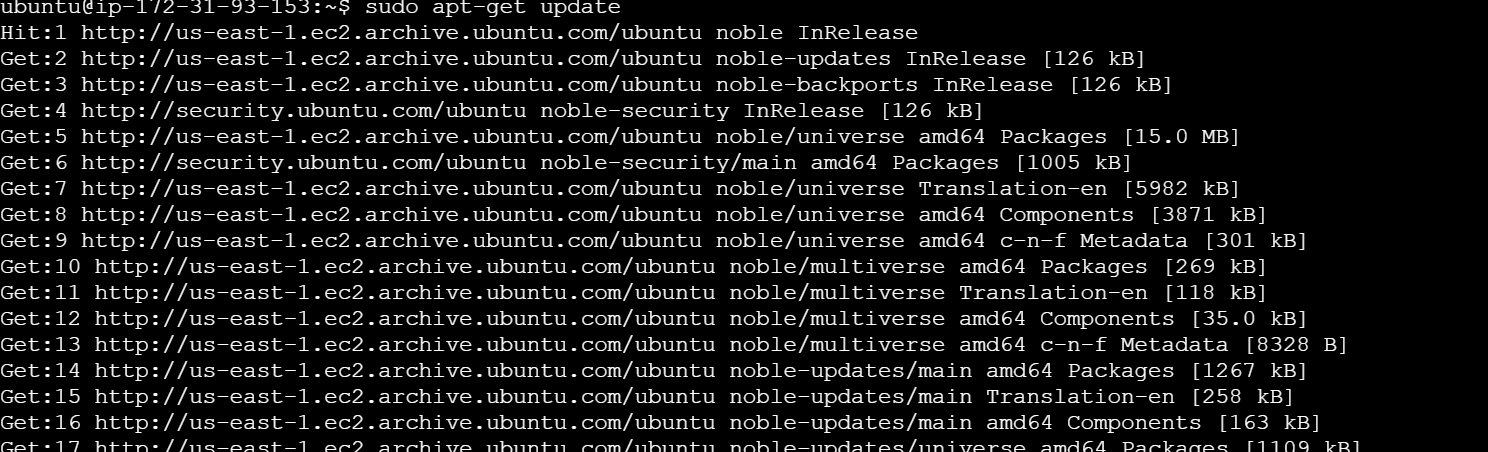 ubuntu@ip-172-31-93-153:~$ sudo apt-get update
Hit:1 http://us-east-1.ec2.archive.ubuntu.com/ubuntu noble InRelease
Get:2 http://us-east-1.ec2.archive.ubuntu.com/ubuntu noble-updates InRelease [126 kB]
Get:3 http://us-east-1.ec2.archive.ubuntu.com/ubuntu noble-backports InRelease [126 kB]
Get:4 http://security.ubuntu.com/ubuntu noble-security InRelease [126 kB]
Get:5 http://us-east-1.ec2.archive.ubuntu.com/ubuntu noble/universe amd64 Packages [15.0 MB]
Get:6 http://security.ubuntu.com/ubuntu noble-security/main amd64 Packages [1005 kB]
Get:7 http://us-east-1.ec2.archive.ubuntu.com/ubuntu noble/universe Translation-en [5982 kB]
Get:8 http://us-east-1.ec2.archive.ubuntu.com/ubuntu noble/universe amd64 Components [3871 kB]
Get:9 http://us-east-1.ec2.archive.ubuntu.com/ubuntu noble/universe amd64 c-n-f Metadata [301 kB]
Get:10 http://us-east-1.ec2.archive.ubuntu.com/ubuntu noble/multiverse amd64 Packages [269 kB]
Get:11 http://us-east-1.ec2.archive.ubuntu.com/ubuntu noble/multiverse Translation-en [118 kB]
Get:12 http://us-east-1.ec2.archive.ubuntu.com/ubuntu noble/multiverse amd64 Components [35.0 kB]
Get:13 http://us-east-1.ec2.archive.ubuntu.com/ubuntu noble/multiverse amd64 c-n-f Metadata [8328 B]
Get:14 http://us-east-1.ec2.archive.ubuntu.com/ubuntu noble-updates/main amd64 Packages [1267 kB]
Get:15 http://us-east-1.ec2.archive.ubuntu.com/ubuntu noble-updates/main Translation-en [258 kB]
Get:16 http://us-east-1.ec2.archive.ubuntu.com/ubuntu noble-updates/main amd64 Components [163 kB]
Get:17 http://us-east-1.ec2.archive.ubuntu.com/ubuntu noble-updates/universe amd64 Packages [1109 kB]